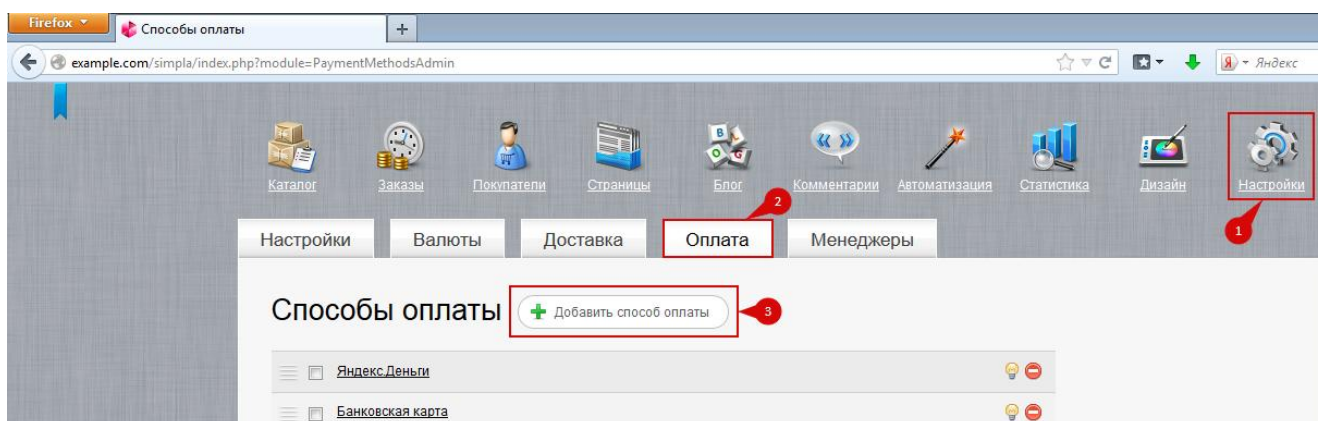 Firefox
Способы оплаты
example.com/simpla/index.php?module=PaymentMethodsAdmin
Яндекс
Каталог Заказы Покупатели Страницы Блог Комментарии Автоматизация Статистика Дизайн Настройки
2
1
Настройки Валюты Доставка Оплата Менеджеры
Способы оплаты Добавить способ оплаты 3
Яндекс.Деньги
Банковская карта